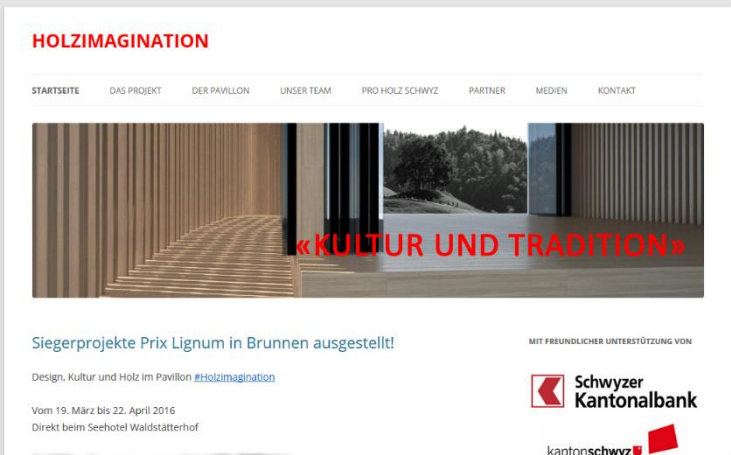 HOLZIMAGINATION
STARTSEITE DAS PROJEKT DER PAVILLON UNSER TEAM PRO HOLZ SCHWYZ PARTNER MEDIEN KONTAKT
«KULTUR UND TRADITION»
Siegerprojekte Prix Lignum in Brunnen ausgestellt!
Design, Kultur und Holz im Pavillon #Holzimagination
Vom 19. März bis 22. April 2016
Direkt beim Seehotel Waldstätterhof
MIT FREUNDLICHER UNTERSTÜTZUNG VON
Schwyzer
Kantonalbank
kantonschwyz